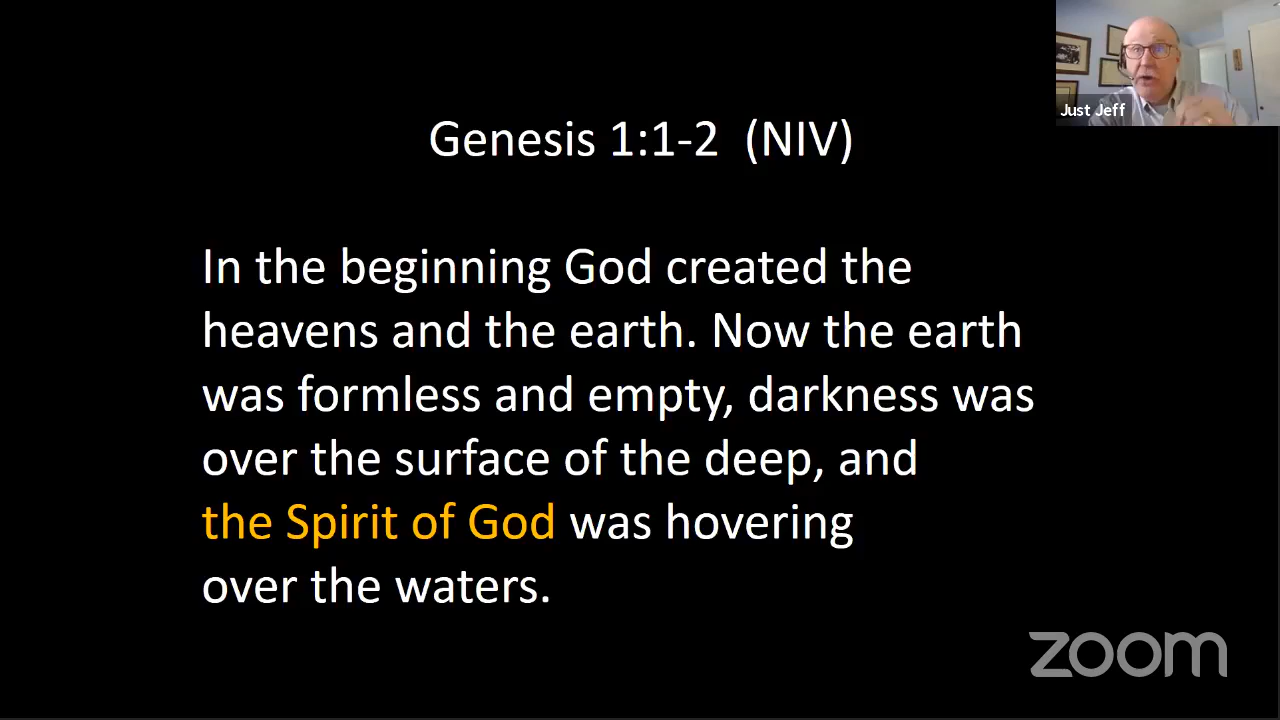 Just Jeff
Genesis 1:1-2 (NIV)
In the beginning God created the
heavens and the earth. Now the earth
was formless and empty, darkness was
over the surface of the deep, and
the Spirit of God was hovering
over the waters.
zoom